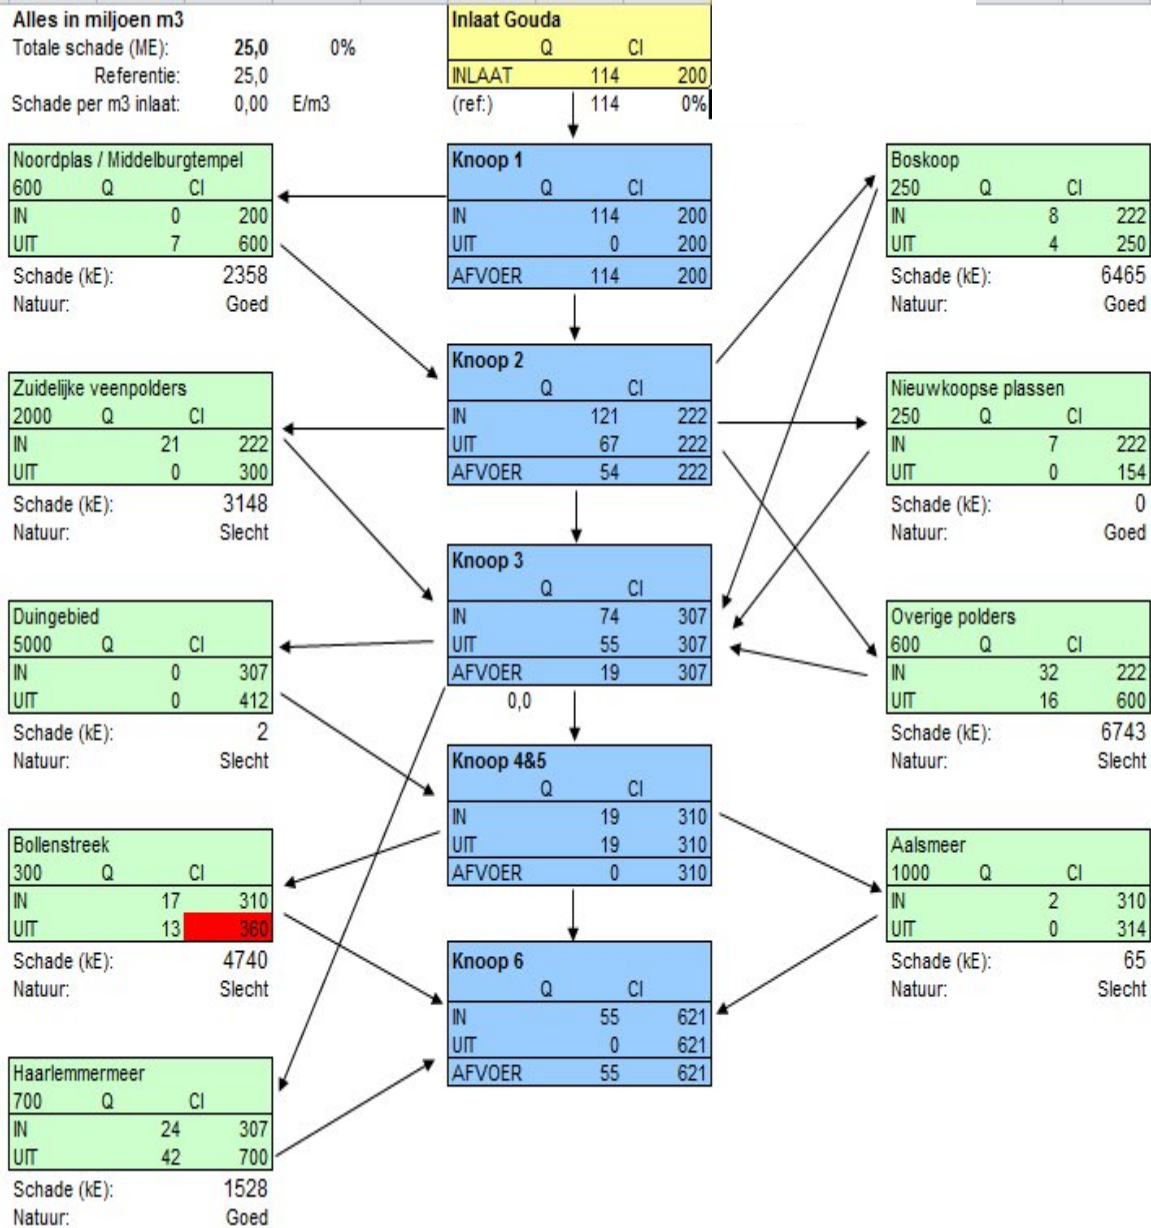 Alles in miljoen m3
Totale schade (ME): 25,0 0%
Referentie: 25,0
Schade per m3 inlaat: 0,00 E/m3
Inlaat Gouda
Q Cl
INLAAT 114 200
(ref:) 114 0%
Noordplas / Middelburgtempel
600 Q Cl
IN 0 200
UIT 7 600
Schade (kE): 2358
Natuur: Goed
Knoop 1
Q Cl
IN 114 200
UIT 0 200
AFVOER 114 200
Boskoop
250 Q Cl
IN 8 222
UIT 4 250
Schade (kE): 6465
Natuur: Goed
Zuidelijke veenpolders
2000 Q Cl
IN 21 222
UIT 0 300
Schade (kE): 3148
Natuur: Slecht
Knoop 2
Q Cl
IN 121 222
UIT 67 222
AFVOER 54 222
Nieuwkoopse plassen
250 Q Cl
IN 7 222
UIT 0 154
Schade (kE): 0
Natuur: Goed
Duingebied
5000 Q Cl
IN 0 307
UIT 0 412
Schade (kE): 2
Natuur: Slecht
Knoop 3
Q Cl
IN 74 307
UIT 55 307
AFVOER 19 307
0,0
Overige polders
600 Q Cl
IN 32 222
UIT 16 600
Schade (kE): 6743
Natuur: Slecht
Bollenstreek
300 Q Cl
IN 17 310
UIT 13 360
Schade (kE): 4740
Natuur: Slecht
Knoop 4&5
Q Cl
IN 19 310
UIT 19 310
AFVOER 0 310
Aalsmeer
1000 Q Cl
IN 2 310
UIT 0 314
Schade (kE): 65
Natuur: Slecht
Haarlemmermeer
700 Q Cl
IN 24 307
UIT 42 700
Schade (kE): 1528
Natuur: Goed
Knoop 6
Q Cl
IN 55 621
UIT 0 621
AFVOER 55 621